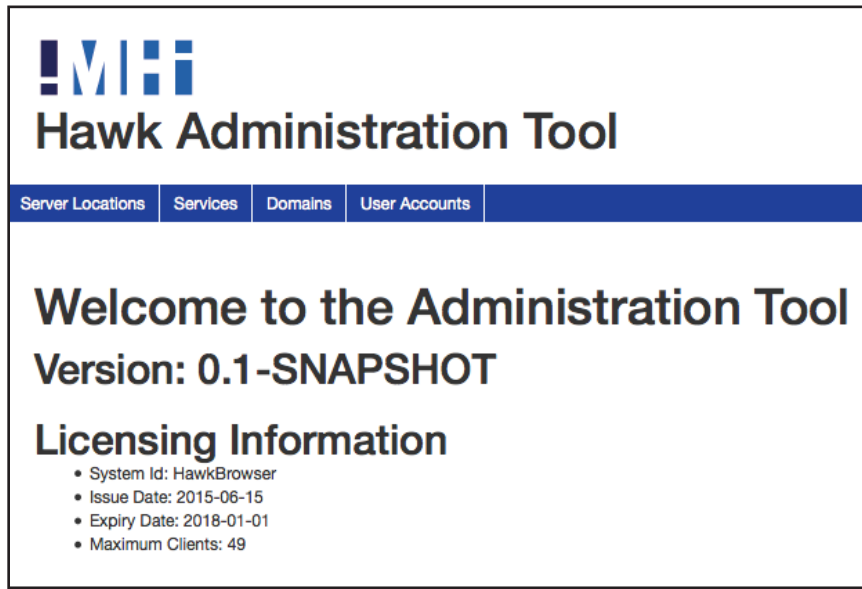 !MHi
Hawk Administration Tool
Server Locations Services Domains User Accounts
Welcome to the Administration Tool
Version: 0.1-SNAPSHOT
Licensing Information
• System Id: HawkBrowser
• Issue Date: 2015-06-15
• Expiry Date: 2018-01-01
• Maximum Clients: 49